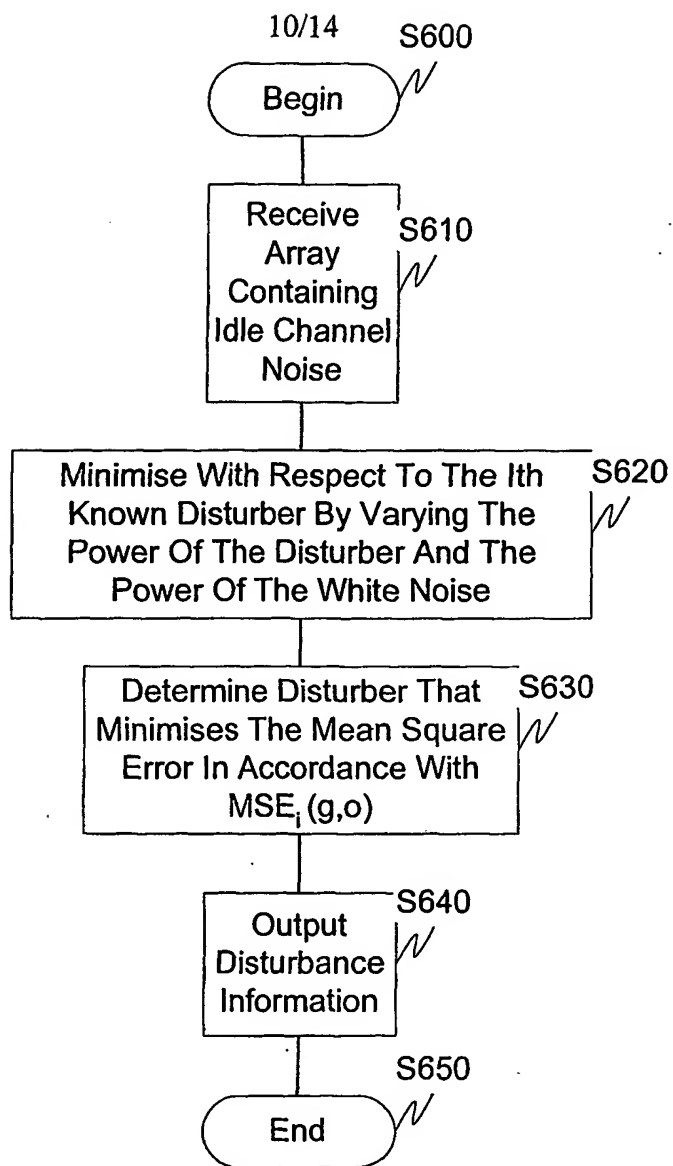 10/14
S600
Begin
Receive
Array
Containing
Idle Channel
Noise
S610
Minimise With Respect To The Ith
Known Disturber By Varying The
Power Of The Disturber And The
Power Of The White Noise
S620
Determine Disturber That
Minimises The Mean Square
Error In Accordance With
MSEi (g,o)
S630
Output
Disturbance
Information
S640
S650
End